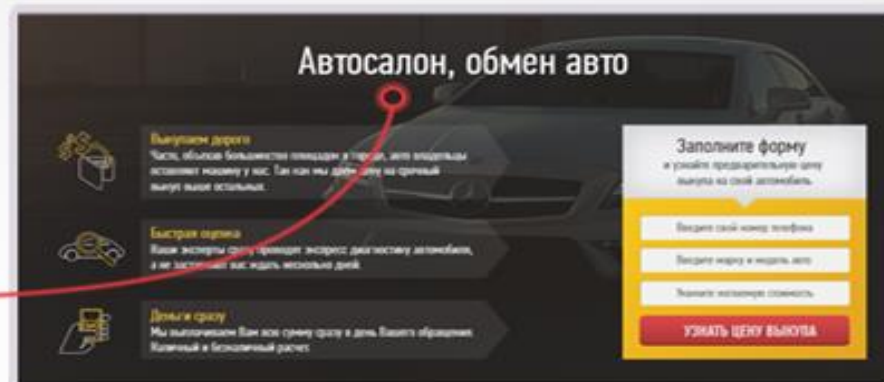 Автосалон, обмен авто
Выкупаем дорого
Часто, объехав большинство площадок в городе, авто владельцы
оставляют машину у нас. Так как мы даем цену на срочный
выкуп выше остальных.
Быстрая оценка
Наши эксперты сразу проводят экспресс диагностику автомобиля,
а не заставляют вас ждать несколько дней
Деньги сразу
Мы выплачиваем Вам всю сумму сразу в день Вашего обращения
Наличный и безналичный расчет
Заполните форму
и узнайте предварительную цену
выкупа на свой автомобиль
Введите свой номер телефона
Введите марку и модель авто
Укажите желаемую стоимость
УЗНАТЬ ЦЕНУ ВЫКУПА